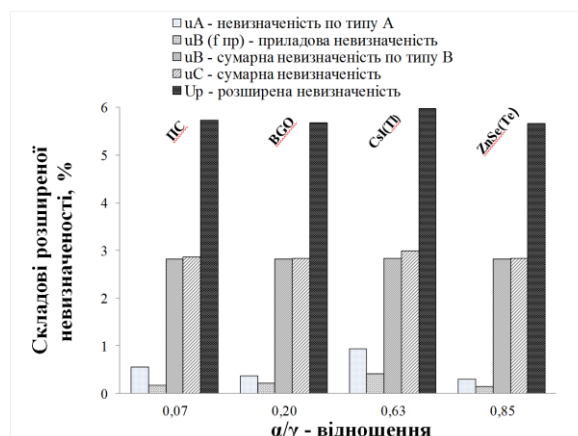 uA - невизначеність по типу А
uB (f пр) - приладова невизначеність
uB - сумарна невизначеність по типу В
uC - сумарна невизначеність
Up - розширена невизначеність
Складові розширеної
невизначеності, %
6
5
4
3
2
1
0
ПС
BGO
CsI(Tl)
ZnSe(Te)
0,07
0,20
0,63
0,85
α/γ - відношення